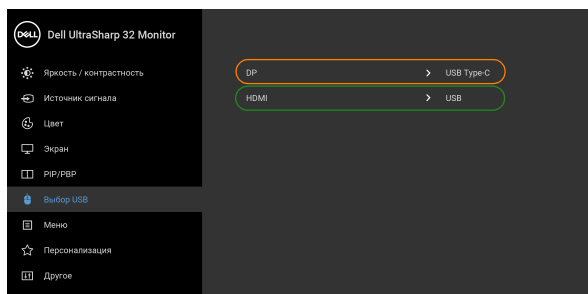 DELL Dell UltraSharp 32 Monitor
Яркость / контрастность
DP > USB Type-C
Источник сигнала
HDMI > USB
Цвет
Экран
PIP/PBP
Выбор USB
Меню
Персонализация
Другое